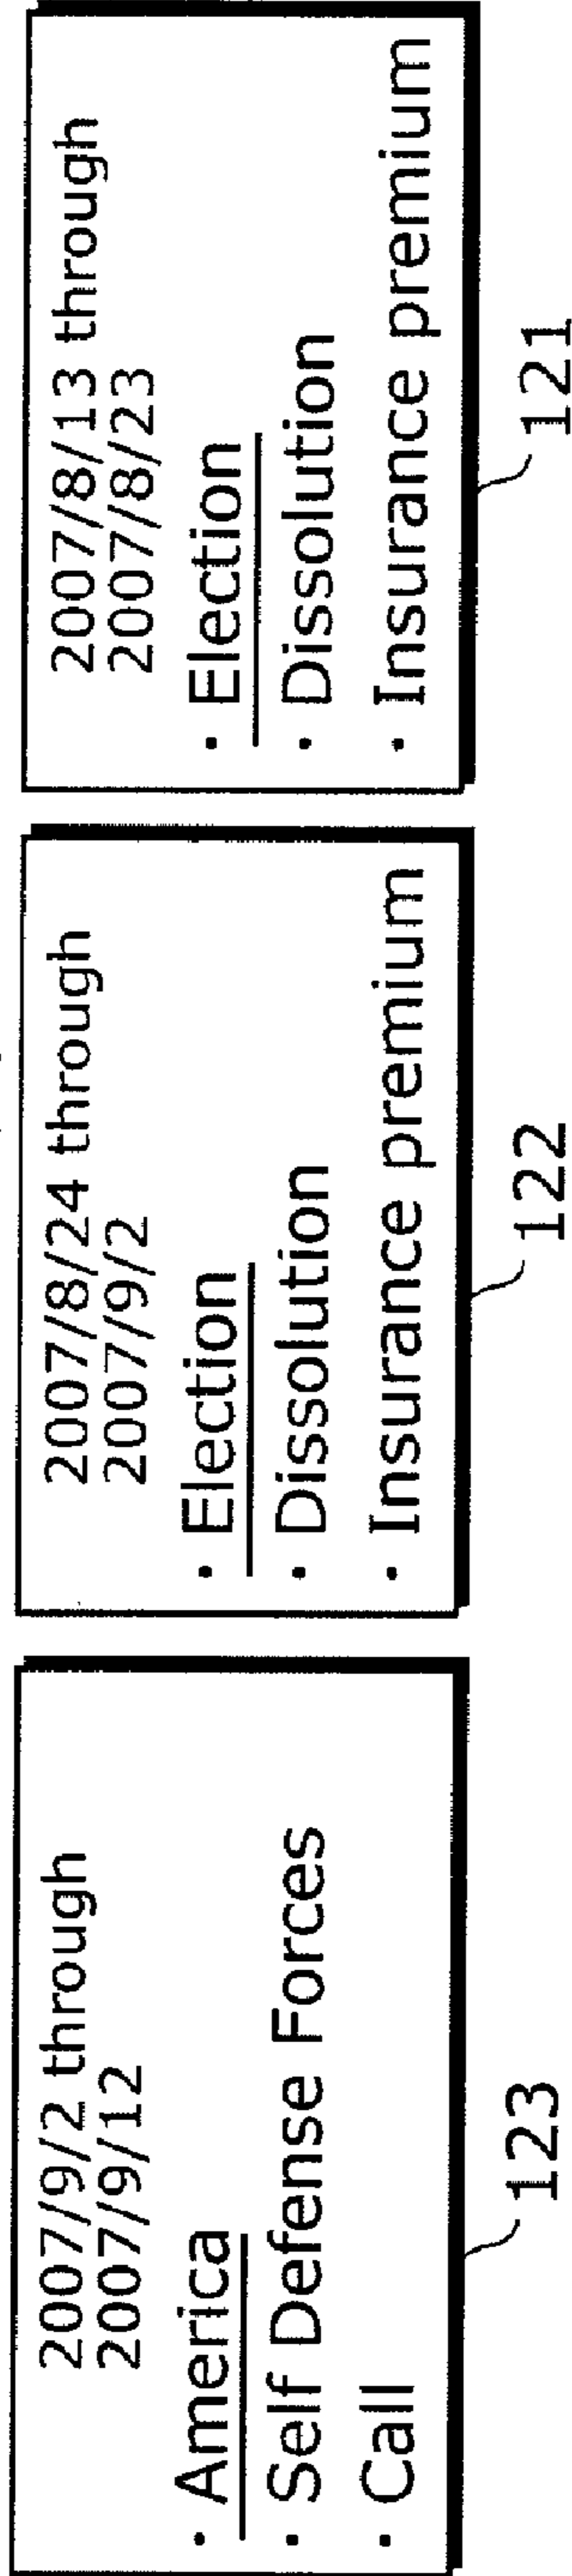 2007/9/2 through
2007/9/12
· America
· Self Defense Forces
· Call
123
2007/8/24 through
2007/9/2
· Election
· Dissolution
· Insurance premium
122
2007/8/13 through
2007/8/23
· Election
· Dissolution
· Insurance premium
121